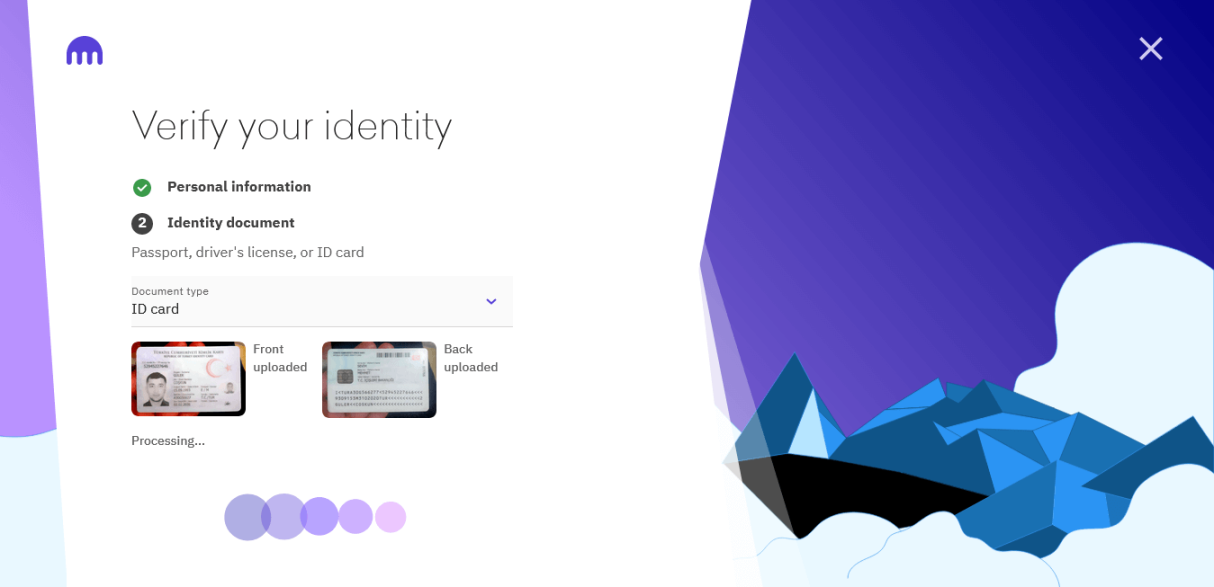 Verify your identity
Personal information
2 Identity document
Passport, driver's license, or ID card
Document type
ID card
Front
uploaded
Back
uploaded
Processing...